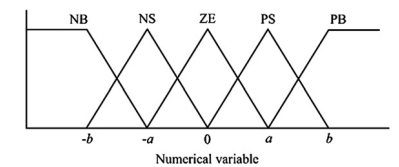 NB NS ZE PS PB
-b -a 0 a b
Numerical variable